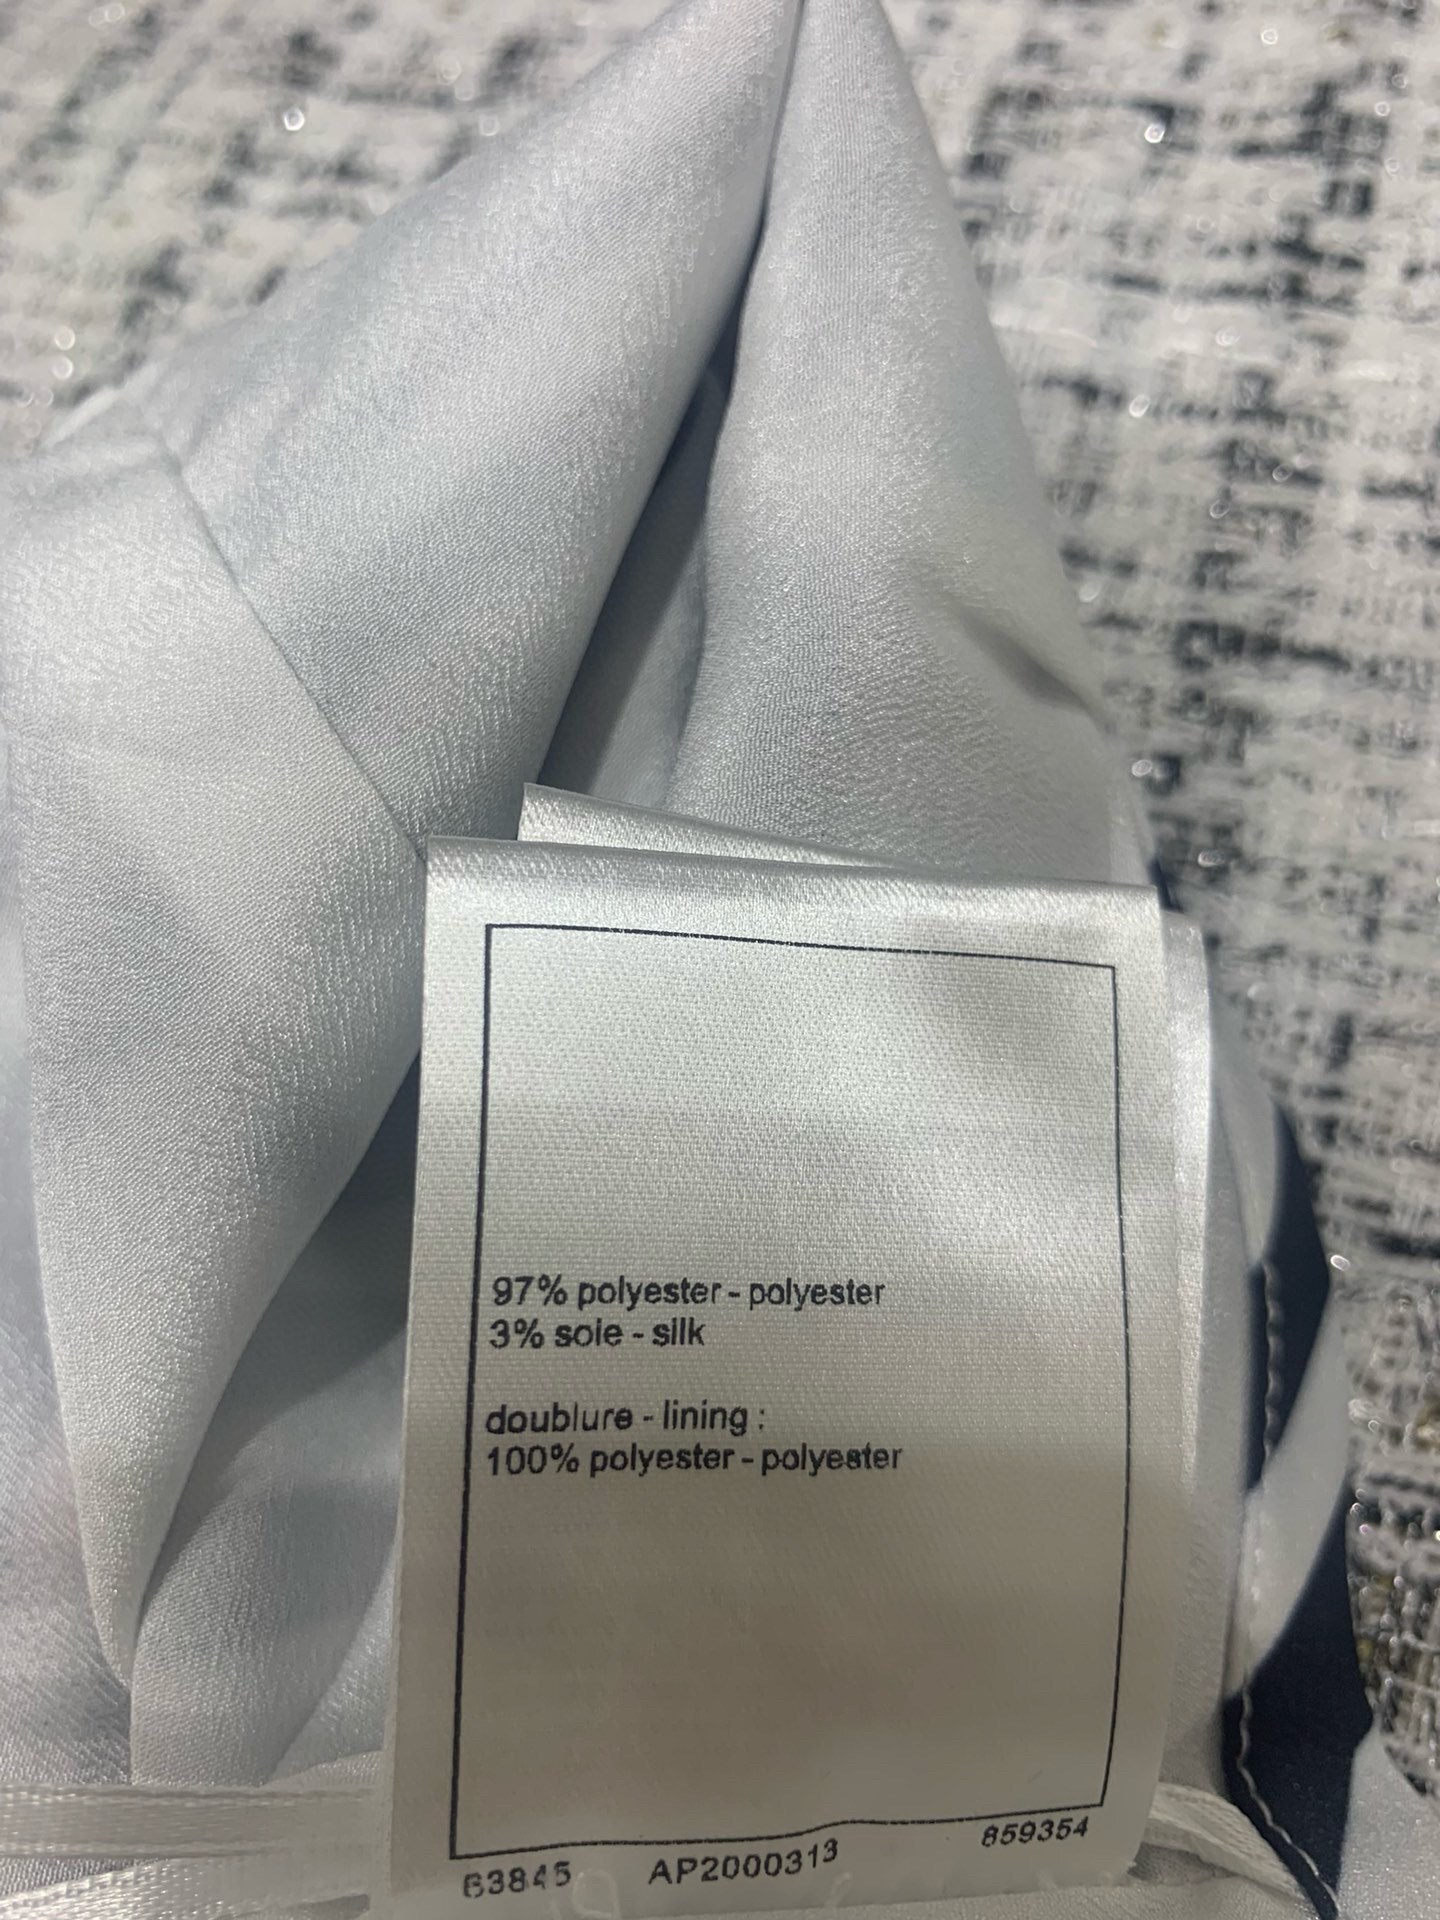 97% polyester - polyester
3% soie - silk
doublure - lining :
100% polyester - polyester
63845 AP2000313 859354